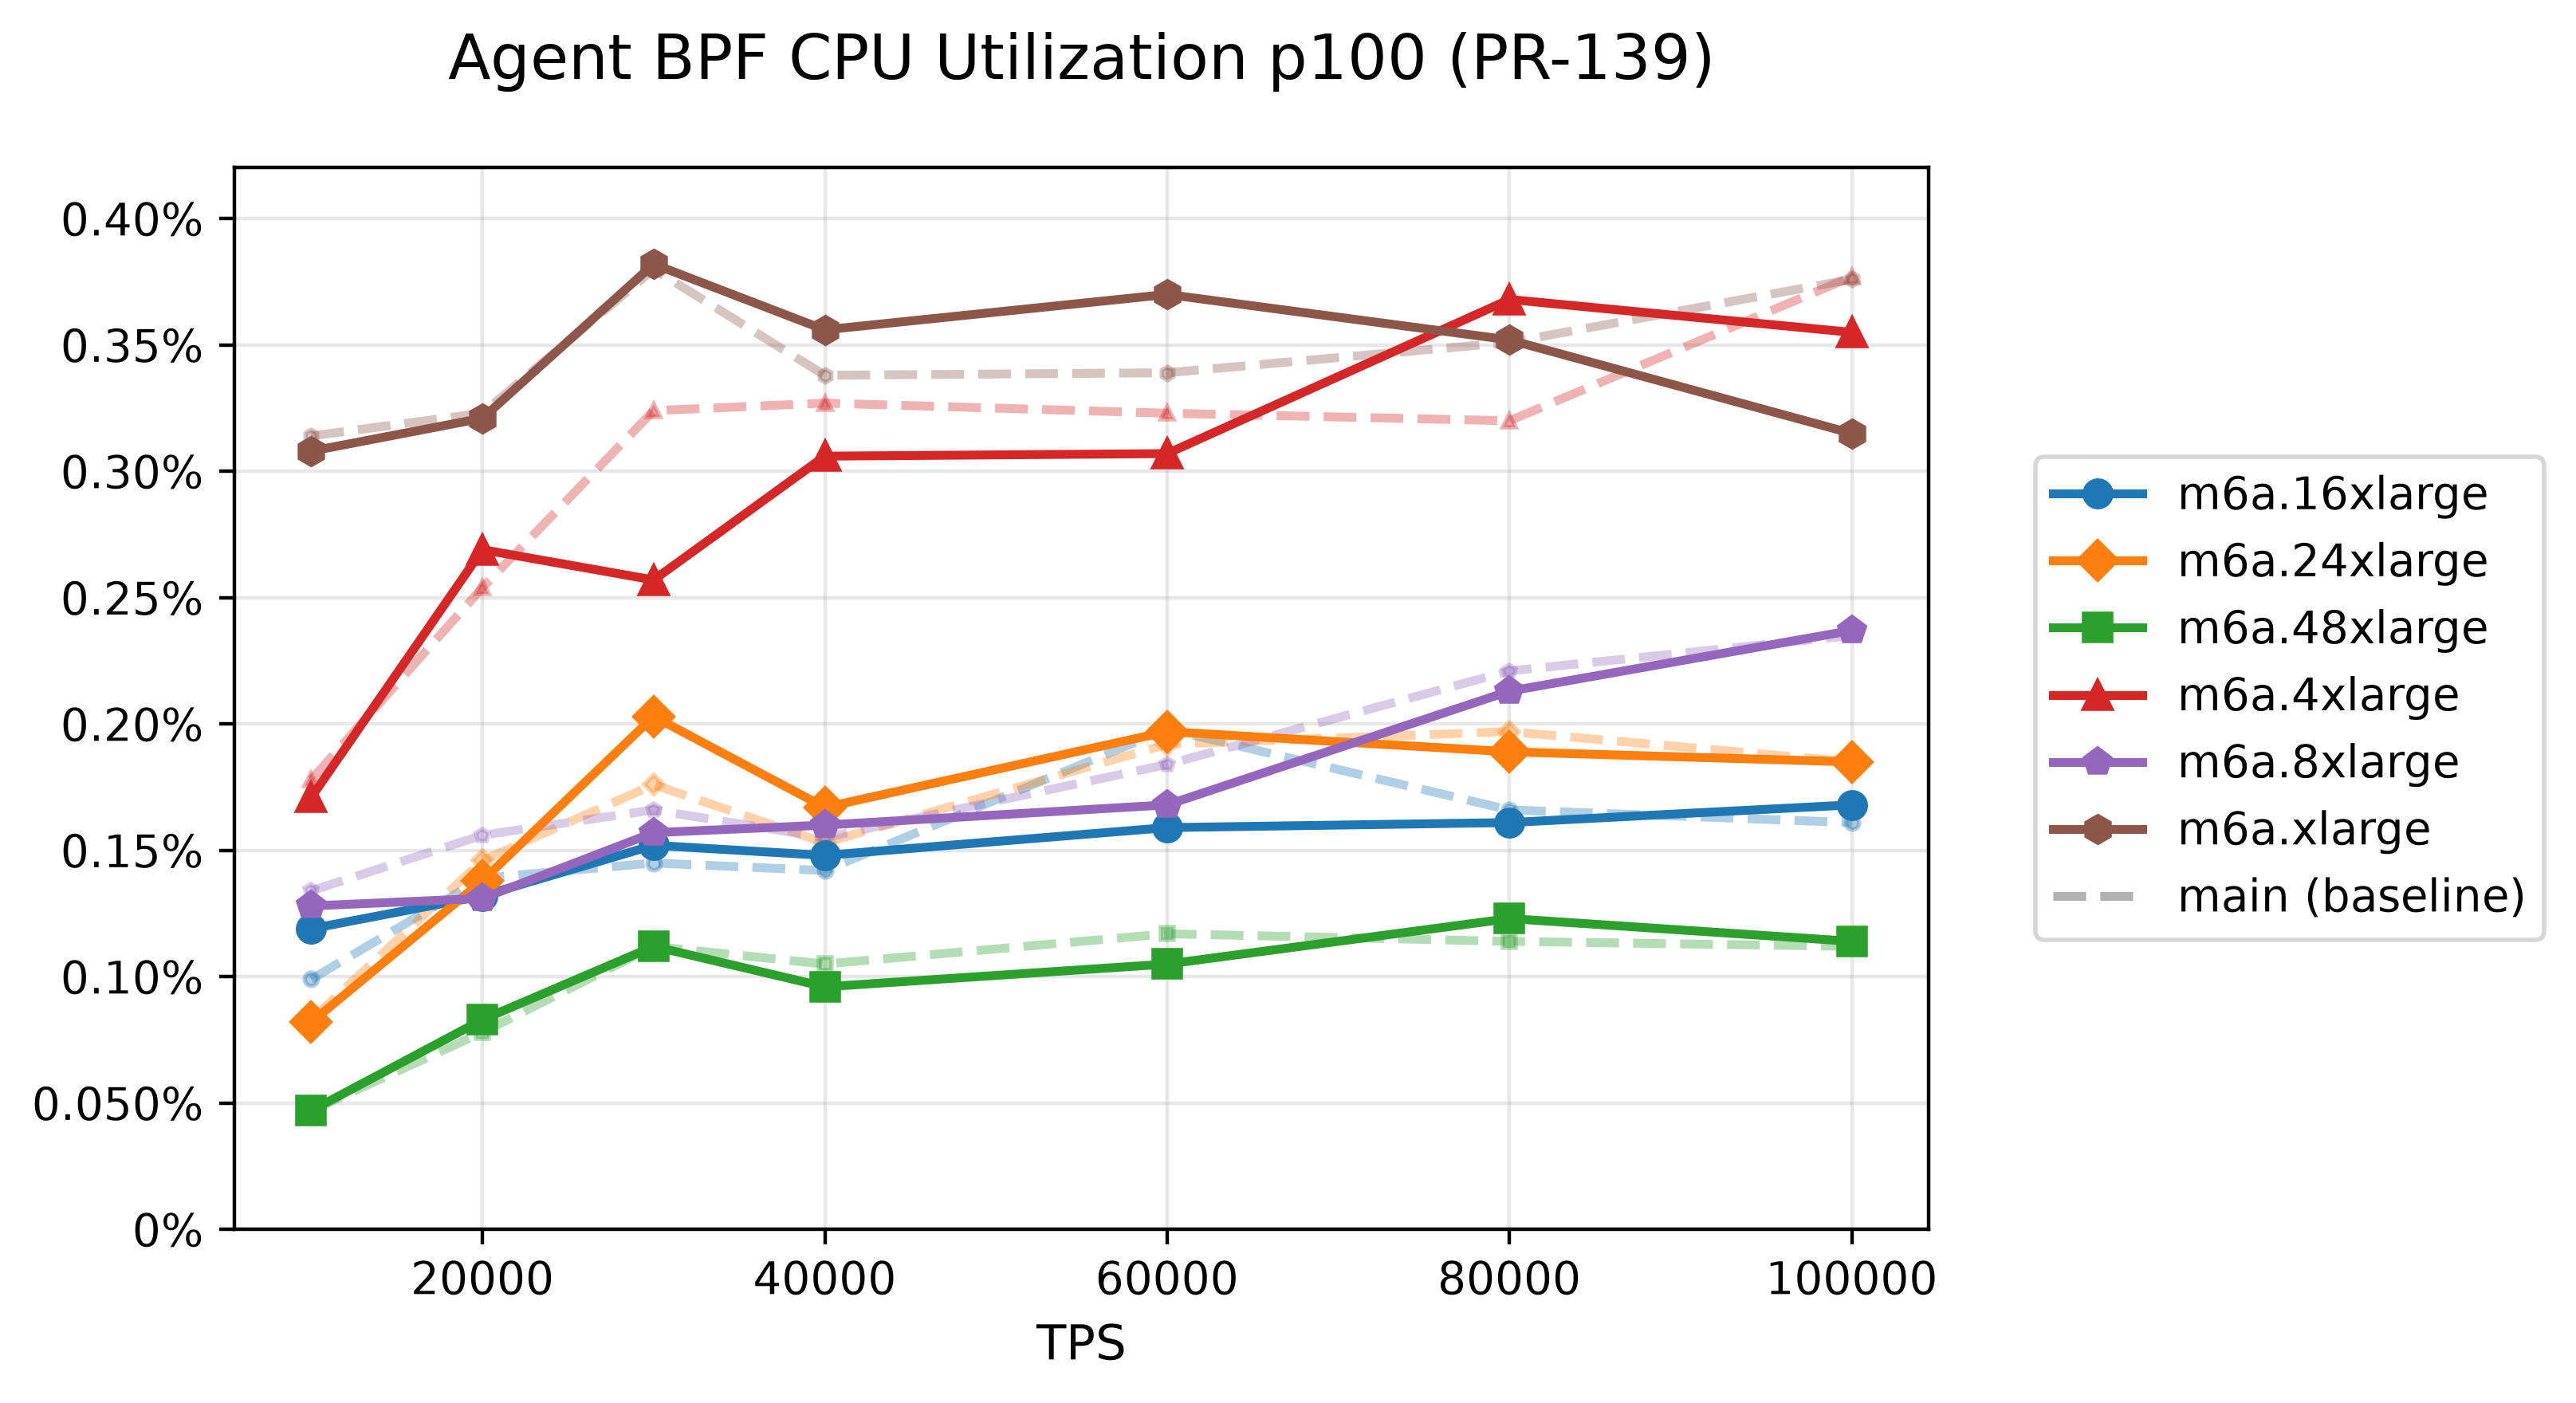 Agent BPF CPU Utilization p100 (PR-139)
0.40%
0.35%
0.30%
0.25%
0.20%
0.15%
0.10%
0.050%
0%
20000 40000 60000 80000 100000
TPS
m6a.16xlarge
m6a.24xlarge
m6a.48xlarge
m6a.4xlarge
m6a.8xlarge
m6a.xlarge
main (baseline)